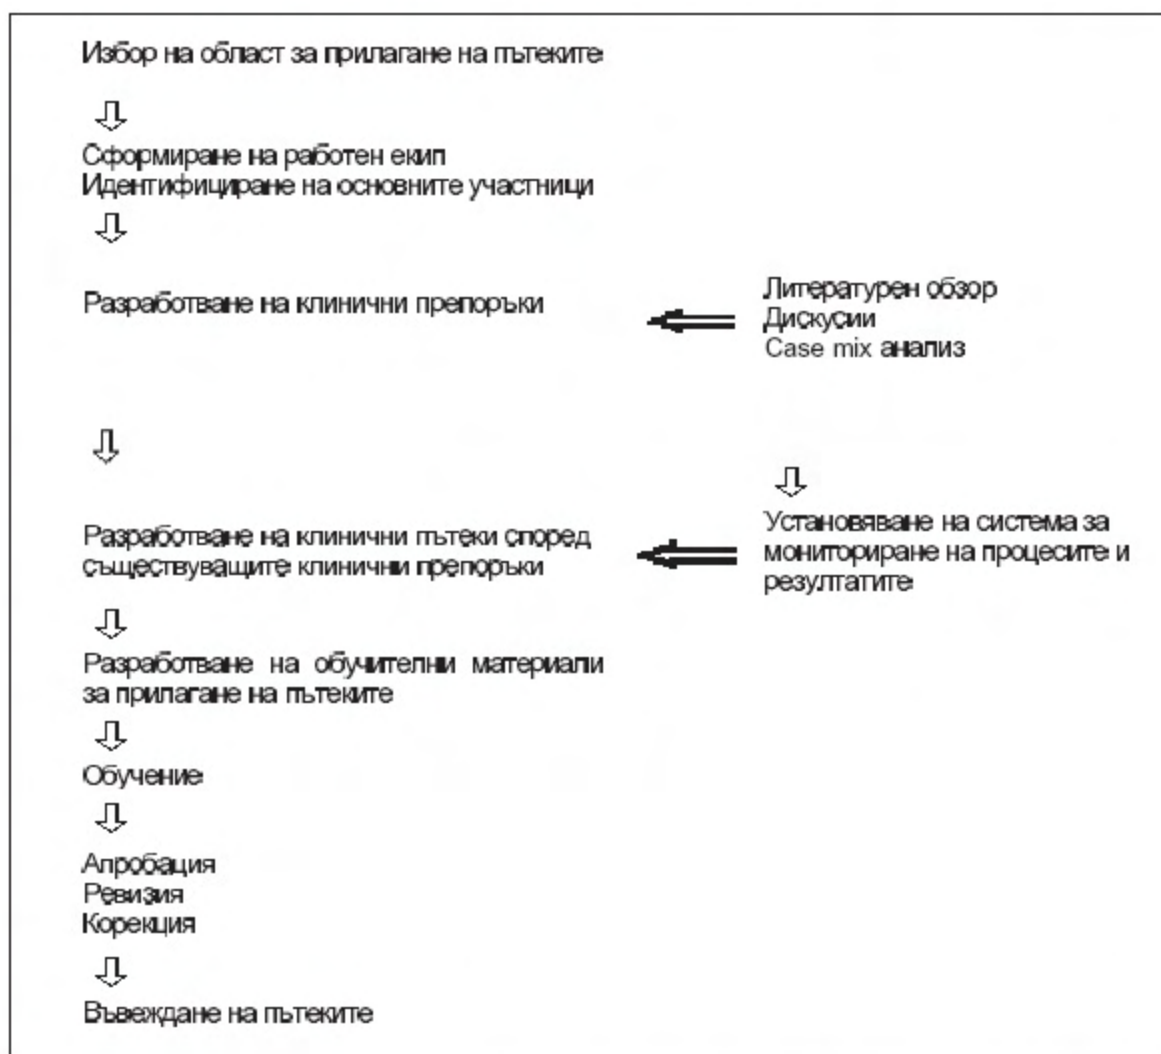 Избор на област за прилагане на пътеките
Сформиране на работен екип
Идентифициране на основните участници
Разработване на клинични препоръки
Литературен обзор
Дискусии
Case mix анализ
Разработване на клинични пътеки според
съществуващите клинични препоръки
Установяване на система за
мониториране на процесите и
резултатите
Разработване на обучителни материали
за прилагане на пътеките
Обучение
Апробация
Ревизия
Корекция
Въвеждане на пътеките